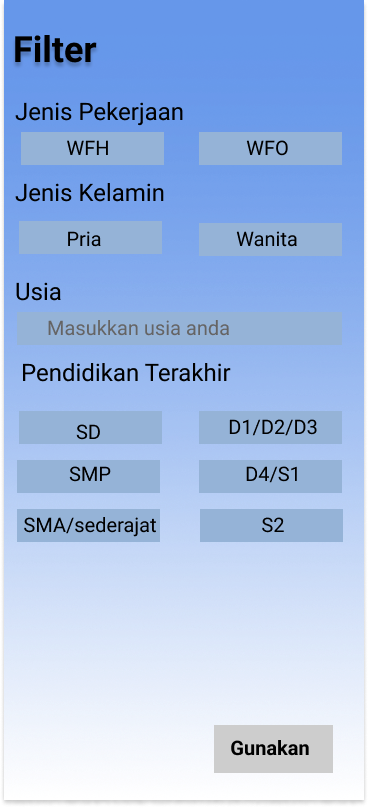 Filter
Jenis Pekerjaan
WFH WFO
Jenis Kelamin
Pria Wanita
Usia
Masukkan usia anda
Pendidikan Terakhir
SD D1/D2/D3
SMP D4/S1
SMA/sederajat S2
Gunakan